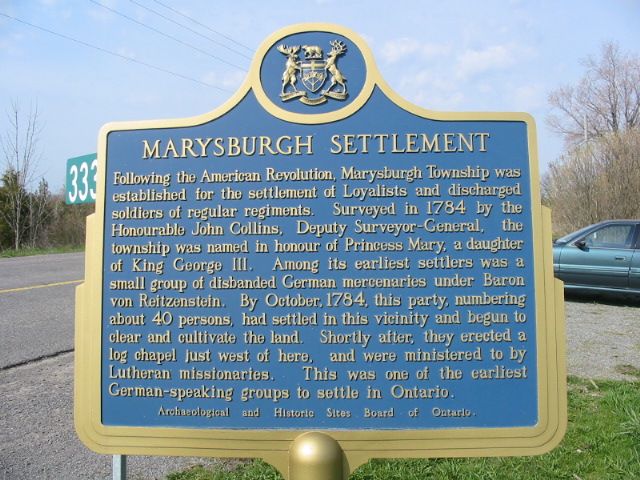 MARYSBURGH SETTLEMENT
Following the American Revolution, Marysburgh Township was
established for the settlement of Loyalists and discharged
soldiers of regular regiments. Surveyed in 1784 by the
Honourable John Collins, Deputy Surveyor-General, the
township was named in honour of Princess Mary, a daughter
of King George III. Among its earliest settlers was a
small group of disbanded German mercenaries under Baron
von Reitzenstein. By October, 1784, this party, numbering
about 40 persons, had settled in this vicinity and begun to
clear and cultivate the land. Shortly after, they erected a
log chapel just west of here, and were ministered to by
Lutheran missionaries. This was one of the earliest
German-speaking groups to settle in Ontario.
Archaeological and Historic Sites Board of Ontario.
333